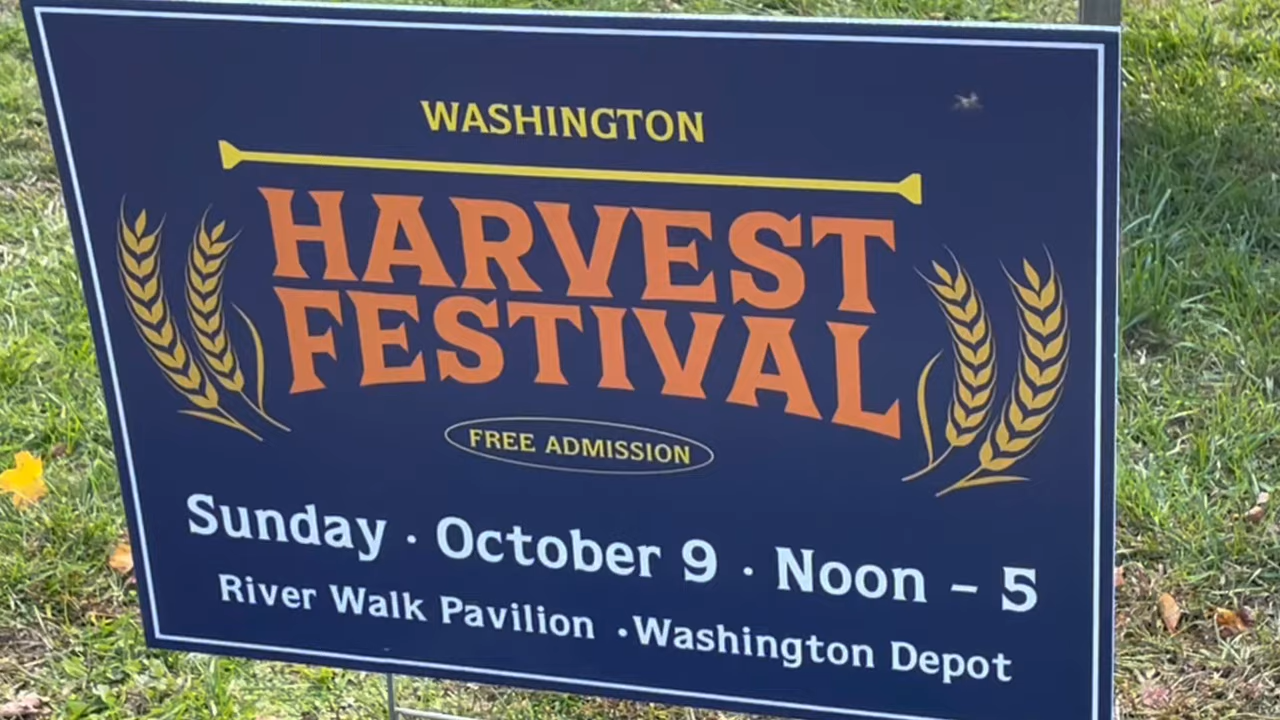 WASHINGTON
HARVEST
FESTIVAL
FREE ADMISSION
Sunday · October 9 · Noon - 5
River Walk Pavilion · Washington Depot